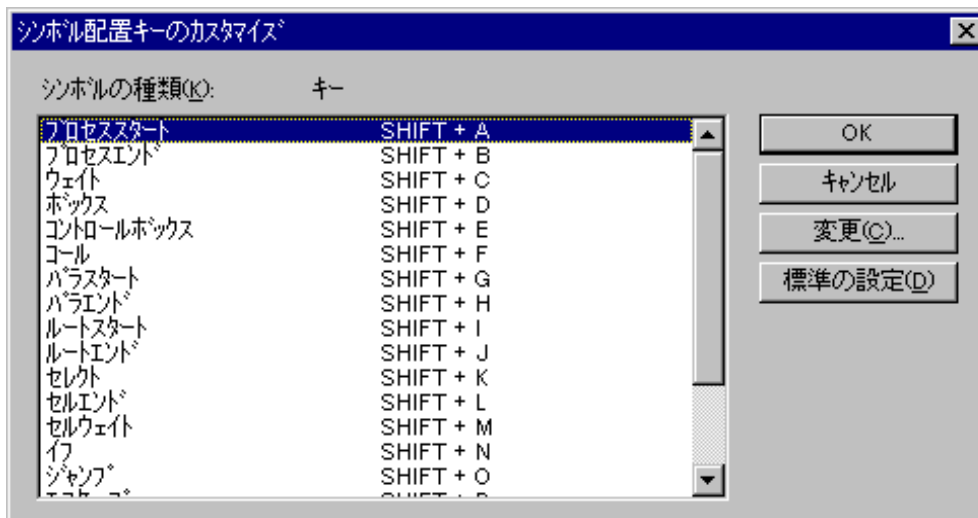 ｼﾝﾎﾞﾙ配置キーのｶｽﾀﾏｲｽﾞ
シンボﾙの種類(K): キー
ﾌﾟﾛｾｽｽﾀｰﾄ SHIFT + A
ﾌﾟﾛｾｽｴﾝﾄﾞ SHIFT + B
ｳｪｲﾄ SHIFT + C
ﾎﾞｯｸｽ SHIFT + D
ｺﾝﾄﾛｰﾙﾎﾞｯｸｽ SHIFT + E
ｺｰﾙ SHIFT + F
ﾊﾟﾗｽﾀｰﾄ SHIFT + G
ﾊﾟﾗｴﾝﾄﾞ SHIFT + H
ﾙｰﾄｽﾀｰﾄ SHIFT + I
ﾙｰﾄｴﾝﾄﾞ SHIFT + J
ｾﾚｸﾄ SHIFT + K
ｾﾙｴﾝﾄﾞ SHIFT + L
ｾﾙｳｪｲﾄ SHIFT + M
ｲﾌ SHIFT + N
ｼﾞｬﾝﾌﾟ SHIFT + O
OK
ｷｬﾝｾﾙ
変更(C)...
標準の設定(D)